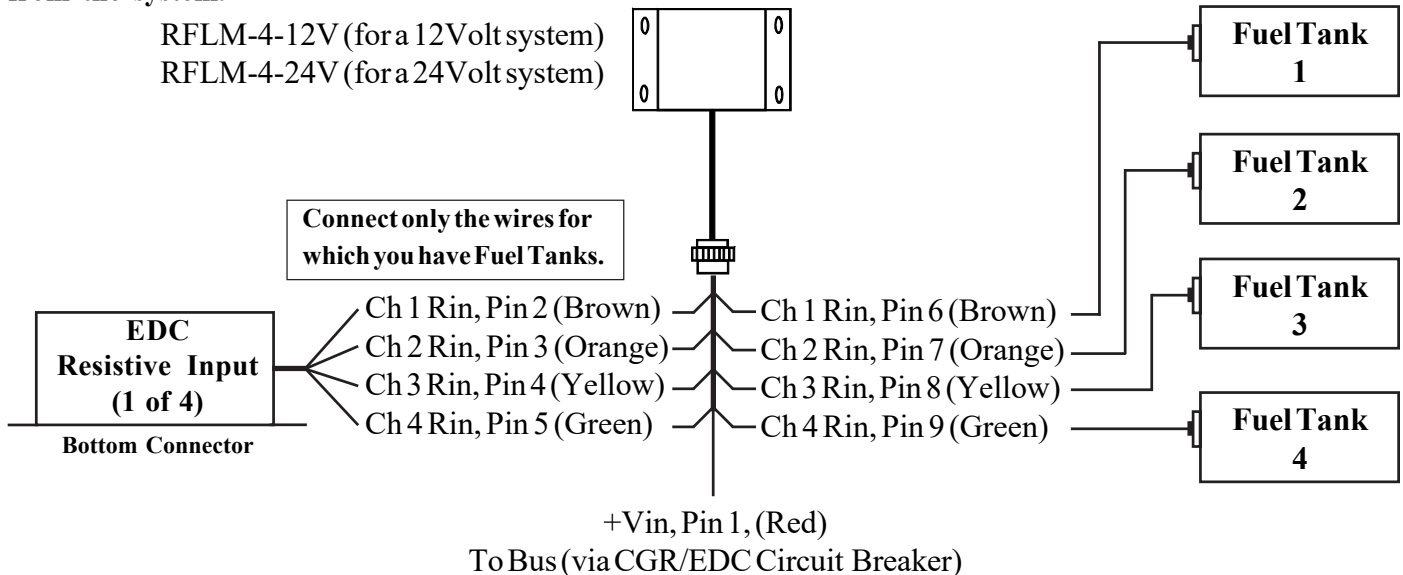 from the system.
RFLM-4-12V (for a 12Volt system)
RFLM-4-24V (for a 24Volt system)
Fuel Tank
1
Fuel Tank
2
Connect only the wires for
which you have Fuel Tanks.
Fuel Tank
3
EDC
Resistive Input
(1 of 4)
Bottom Connector
Ch 1 Rin, Pin 2 (Brown)
Ch 2 Rin, Pin 3 (Orange)
Ch 3 Rin, Pin 4 (Yellow)
Ch 4 Rin, Pin 5 (Green)
Ch 1 Rin, Pin 6 (Brown)
Ch 2 Rin, Pin 7 (Orange)
Ch 3 Rin, Pin 8 (Yellow)
Ch 4 Rin, Pin 9 (Green)
Fuel Tank
4
+Vin, Pin 1, (Red)
To Bus (via CGR/EDC Circuit Breaker)